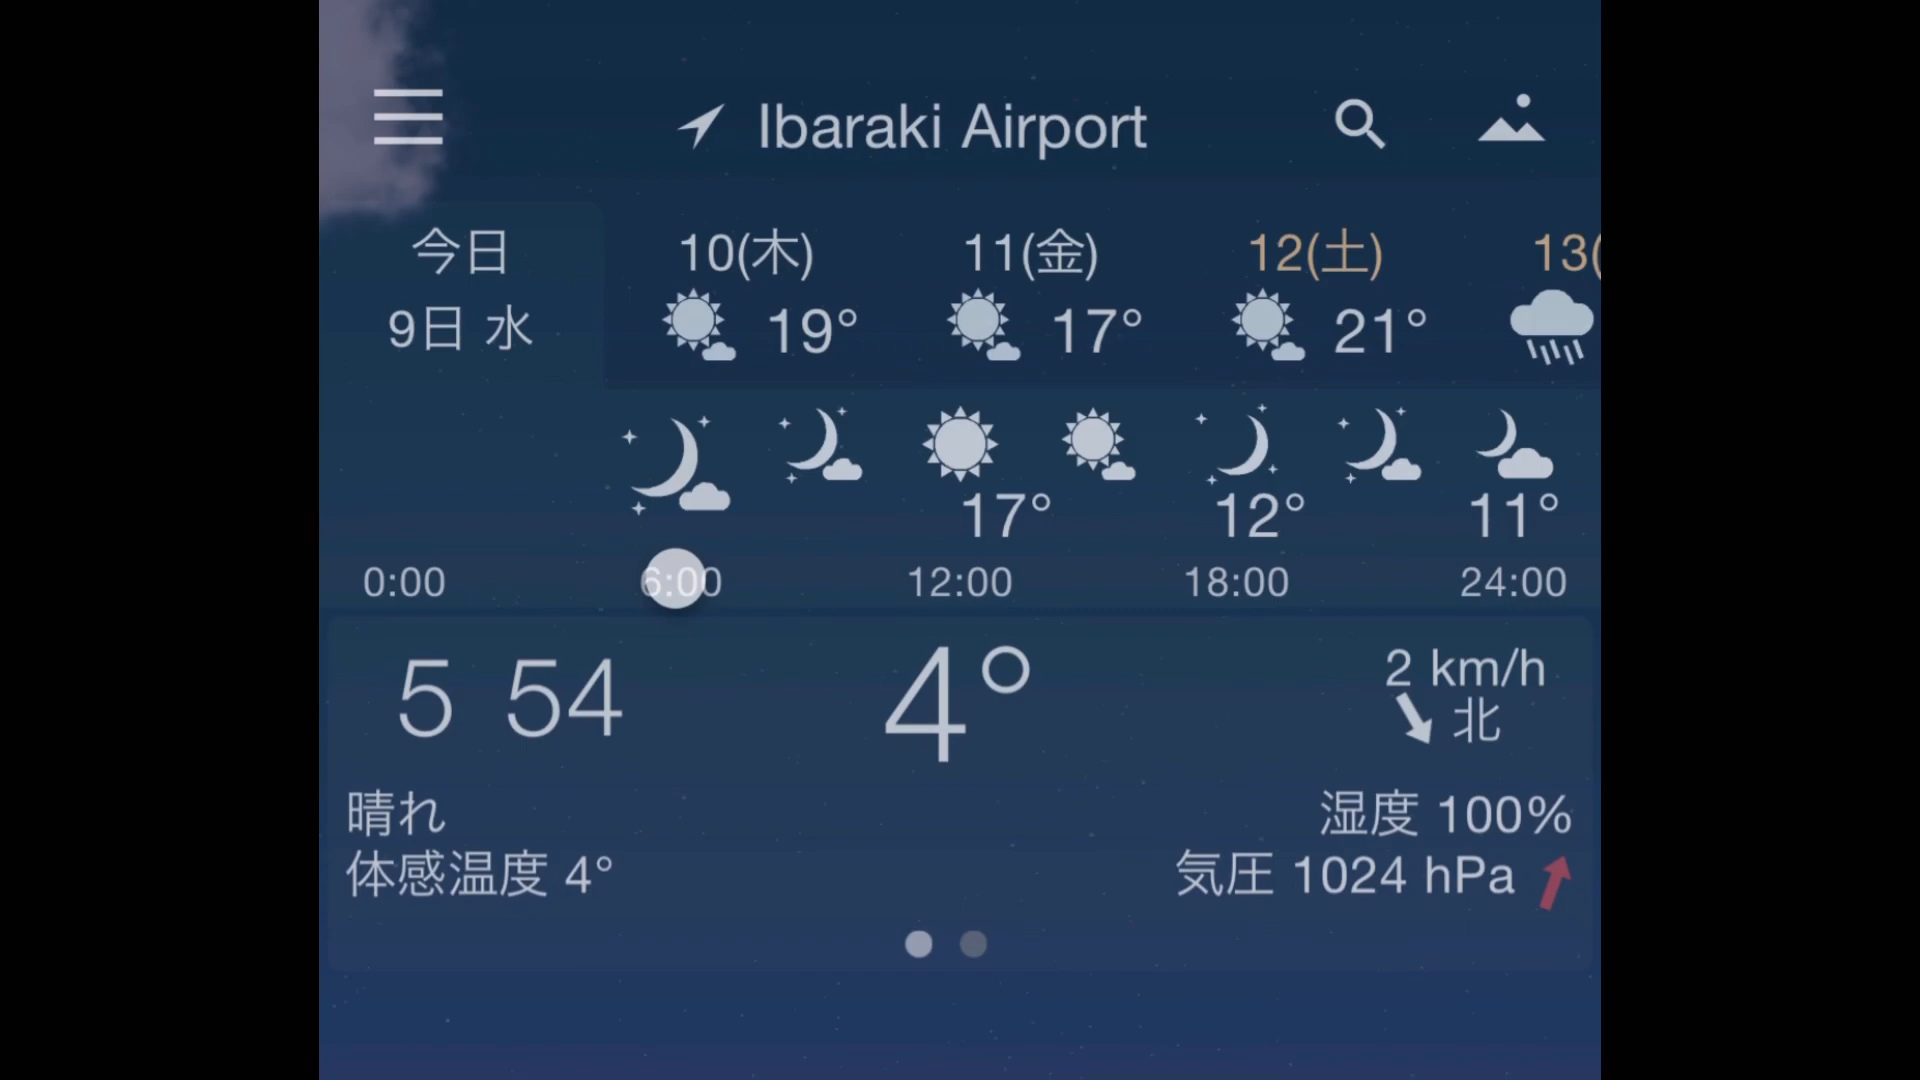 Ibaraki Airport
今日 10(木) 11(金) 12(土) 13(
9日 水 19° 17° 21°
17° 12° 11°
0:00 6:00 12:00 18:00 24:00
5 54 4° 2 km/h
北
晴れ 湿度 100%
体感温度 4° 気圧 1024 hPa